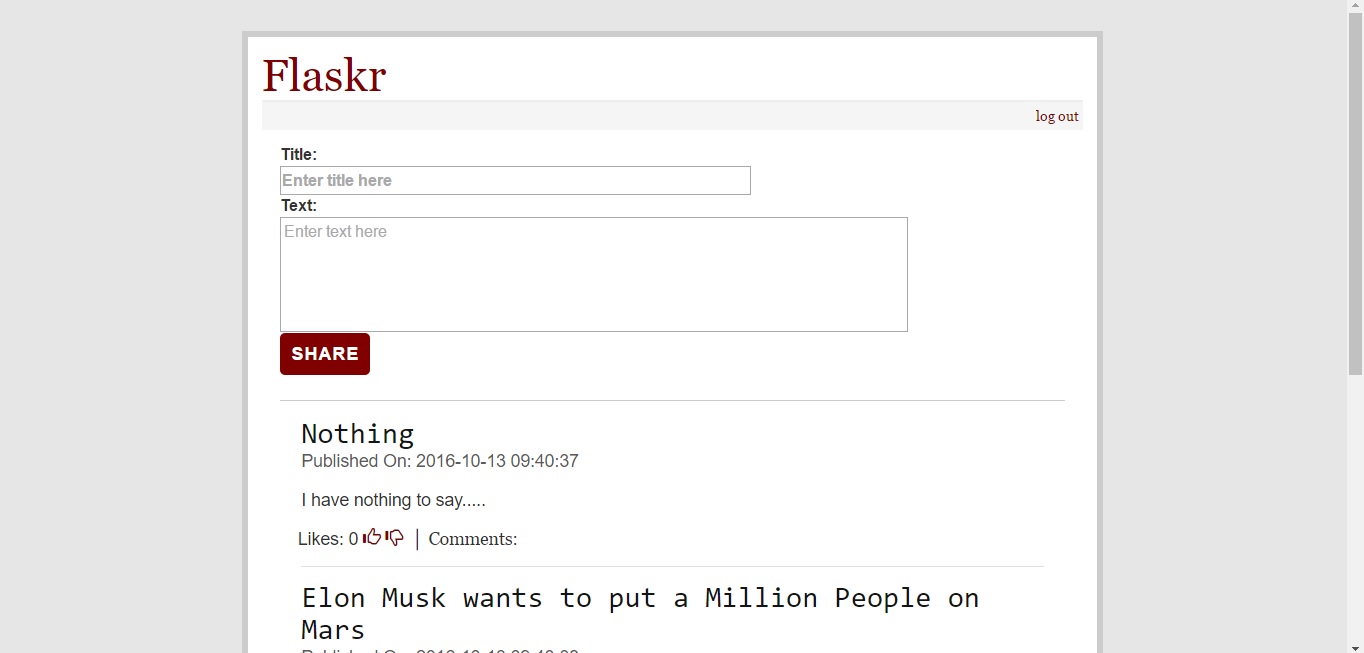 Flaskr
log out
Title:
Enter title here
Text:
Enter text here
SHARE
Nothing
Published On: 2016-10-13 09:40:37
I have nothing to say.....
Likes: 0 | Comments:
Elon Musk wants to put a Million People on
Mars